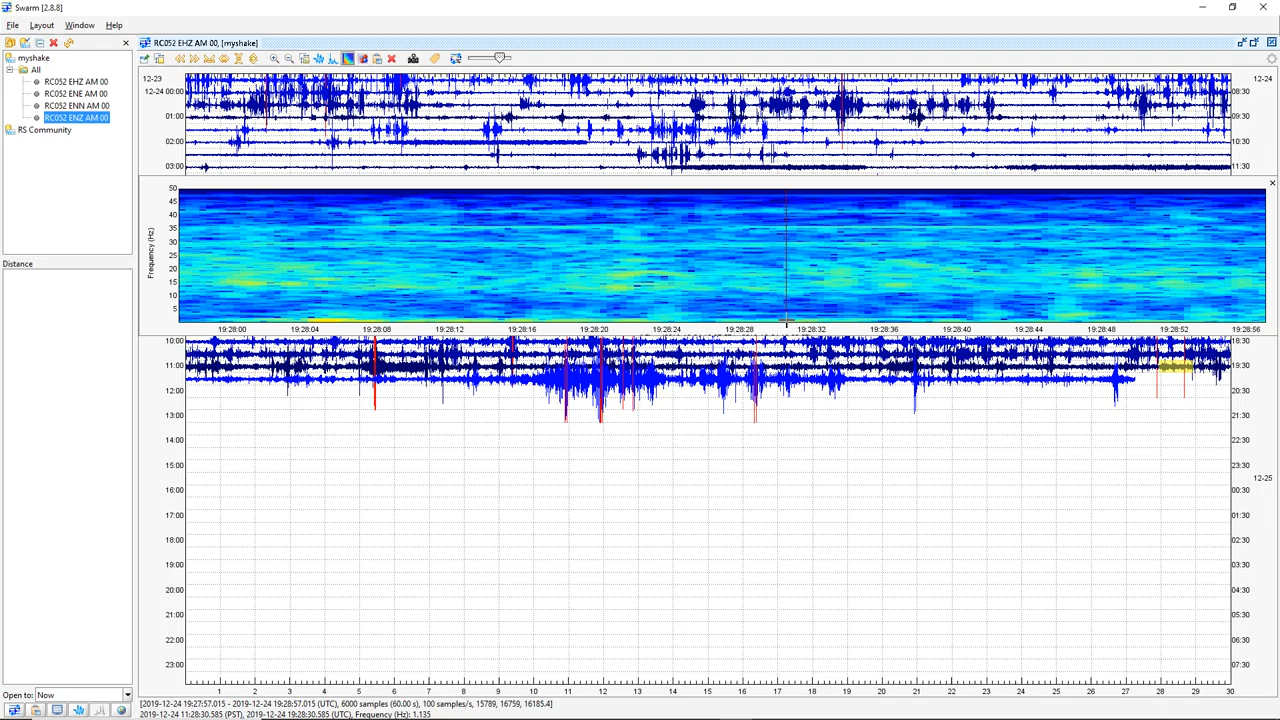 Swarm [2.8.8]
File Layout Window Help
RC052 EHZ AM 00, [myshake]
myshake
All
RC052 EHZ AM 00
RC052 ENE AM 00
RC052 ENN AM 00
RC052 ENZ AM 00
RS Community
Distance
Open to: Now
12-23
12-24 00:00
01:00
02:00
03:00
12-24
08:30
09:30
10:30
11:30
Frequency (Hz)
50
45
40
35
30
25
20
15
10
5
19:28:00 19:28:04 19:28:08 19:28:12 19:28:16 19:28:20 19:28:24 19:28:28 19:28:32 19:28:36 19:28:40 19:28:44 19:28:48 19:28:52 19:28:56
10:00 18:30
11:00 19:30
12:00 20:30
13:00 21:30
14:00 22:30
15:00 23:30
12-25
16:00 00:30
17:00 01:30
18:00 02:30
19:00 03:30
20:00 04:30
21:00 05:30
22:00 06:30
23:00 07:30
1 2 3 4 5 6 7 8 9 10 11 12 13 14 15 16 17 18 19 20 21 22 23 24 25 26 27 28 29 30
[2019-12-24 19:27:57.015 - 2019-12-24 19:28:57.015 (UTC), 6000 samples (60.00 s), 100 samples/s, 15789, 16759, 16185.4]
2019-12-24 11:28:30.585 (PST), 2019-12-24 19:28:30.585 (UTC), Frequency (Hz): 1.135